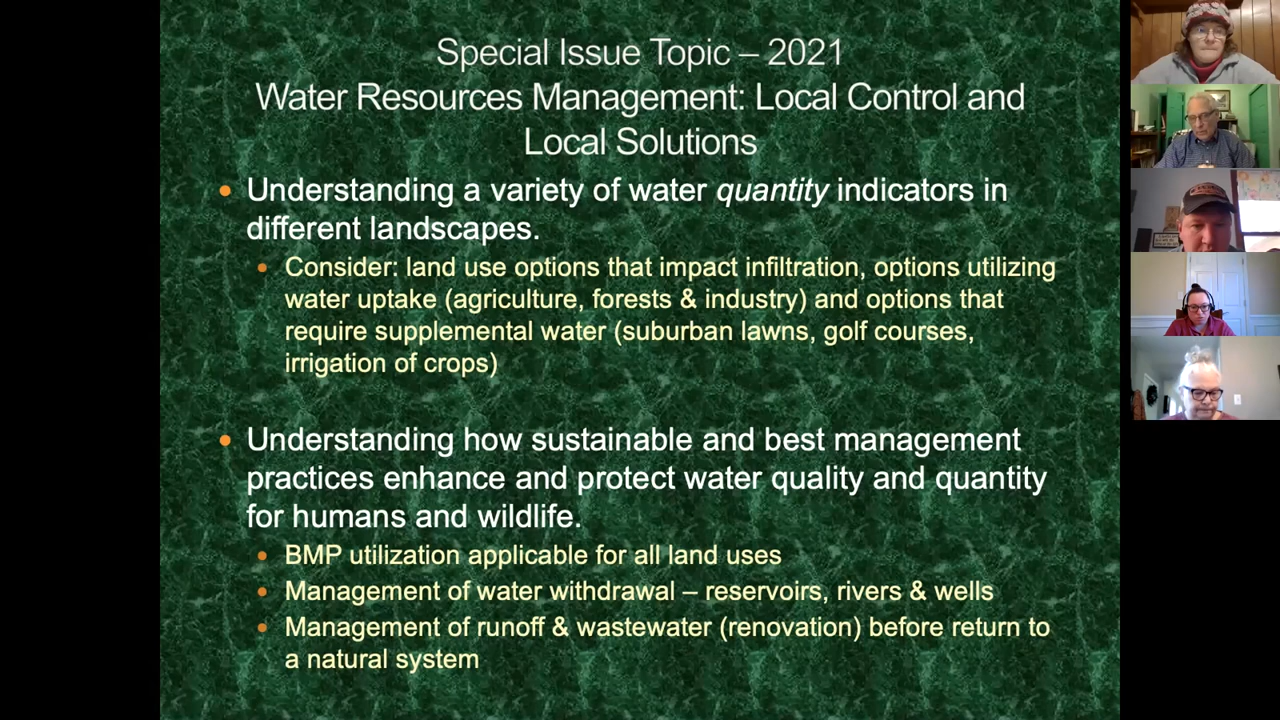 Special Issue Topic – 2021
Water Resources Management: Local Control and
Local Solutions
• Understanding a variety of water quantity indicators in
different landscapes.
• Consider: land use options that impact infiltration, options utilizing
water uptake (agriculture, forests & industry) and options that
require supplemental water (suburban lawns, golf courses,
irrigation of crops)
• Understanding how sustainable and best management
practices enhance and protect water quality and quantity
for humans and wildlife.
• BMP utilization applicable for all land uses
• Management of water withdrawal – reservoirs, rivers & wells
• Management of runoff & wastewater (renovation) before return to
a natural system